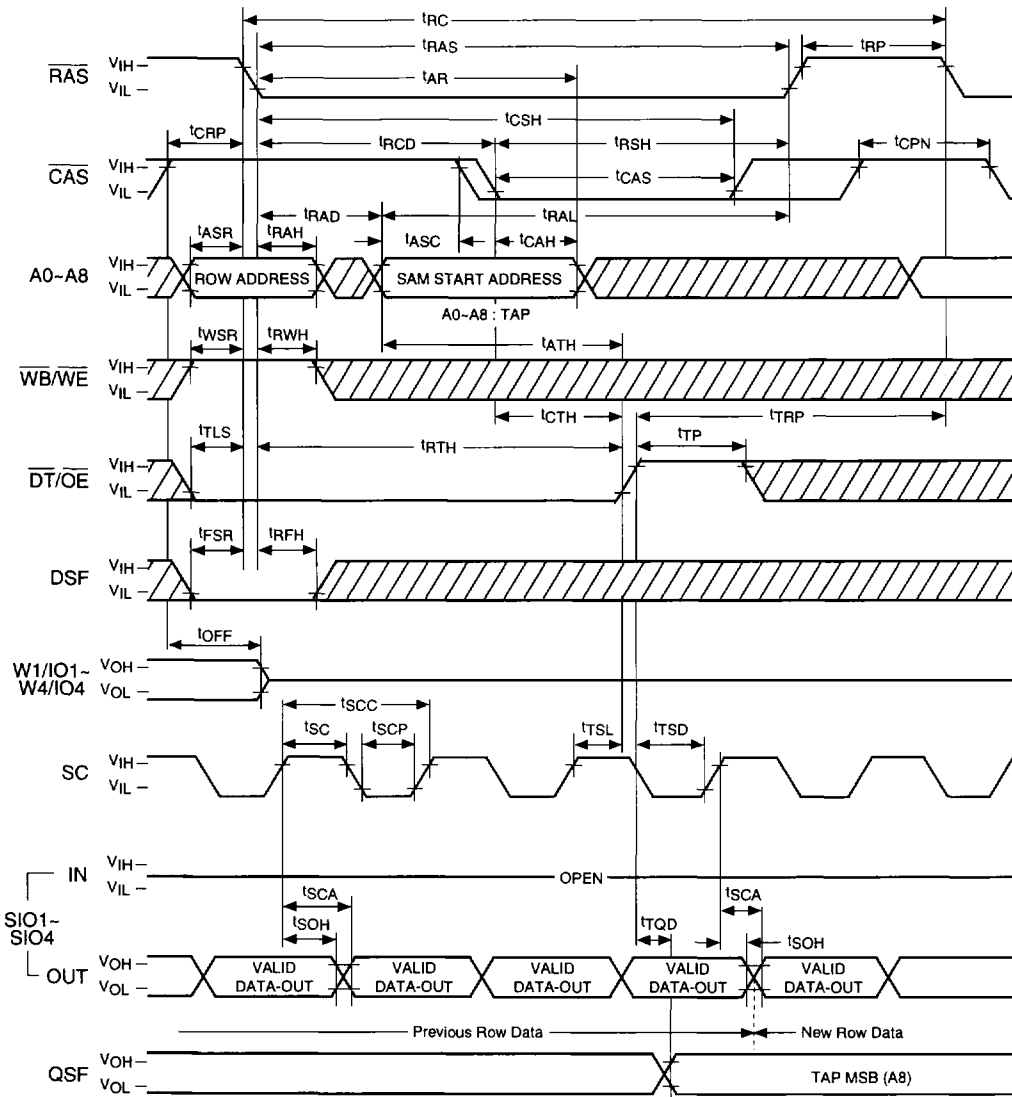 tRC
tRAS
tRP
RAS
VIH
VIL
tAR
tCSH
tCRP
tRCD
tRSH
tCPN
CAS
VIH
VIL
tCAS
tRAD
tRAL
tASR
tRAH
tASC
tCAH
A0~A8
VIH
VIL
ROW ADDRESS
SAM START ADDRESS
A0~A8 : TAP
tWSR
tRWH
tATH
WB/WE
VIH
VIL
tCTH
tTRP
tTLS
tRTH
tTP
DT/OE
VIH
VIL
tFSR
tRFH
DSF
VIH
VIL
tOFF
W1/IO1~
W4/IO4
VOH
VOL
tSCC
tSC
tSCP
tTSL
tTSD
SC
VIH
VIL
IN
VIH
VIL
OPEN
SIO1~
SIO4
tSCA
tSOH
tTQD
tSCA
tSOH
OUT
VOH
VOL
VALID DATA-OUT
VALID DATA-OUT
VALID DATA-OUT
VALID DATA-OUT
VALID DATA-OUT
Previous Row Data
New Row Data
QSF
VOH
VOL
TAP MSB (A8)